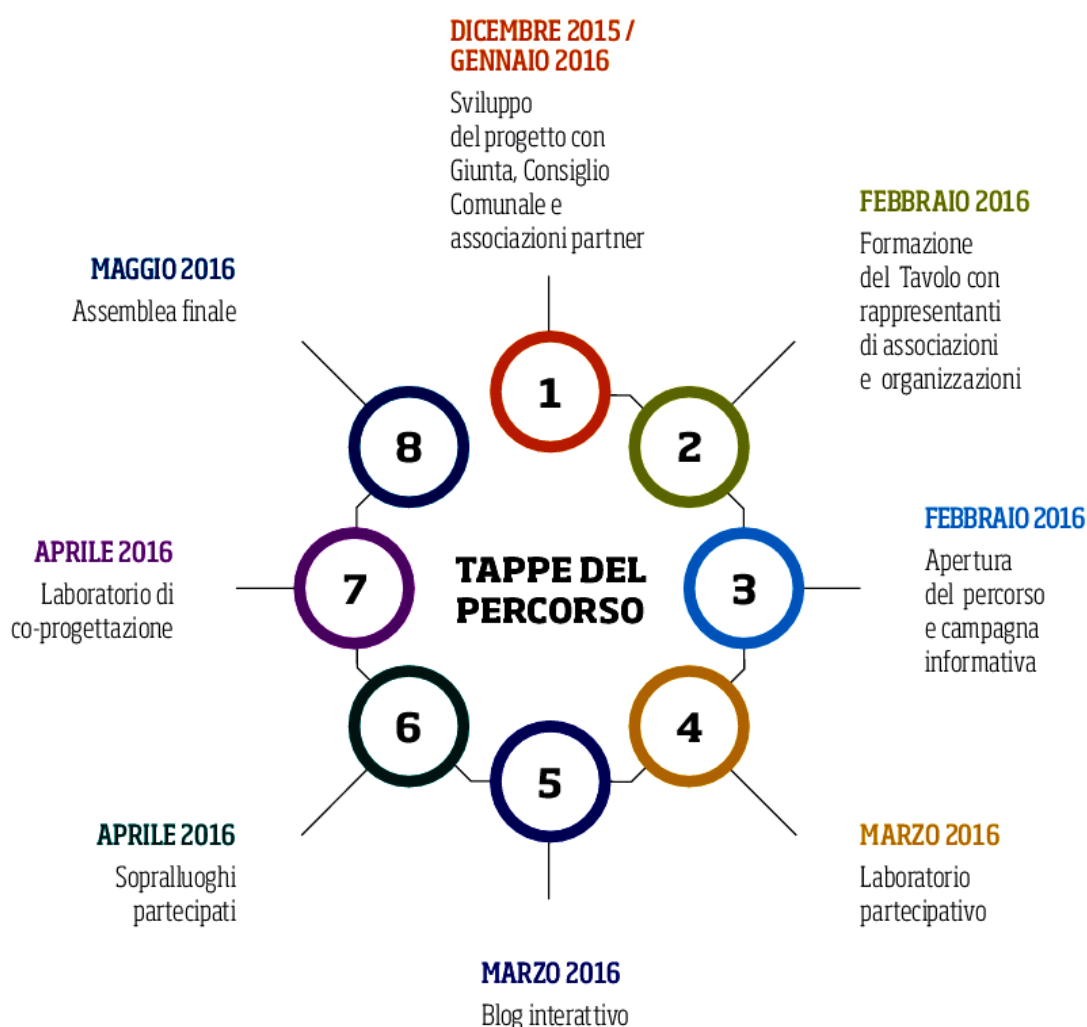 DICEMBRE 2015 /
GENNAIO 2016
Sviluppo
del progetto con
Giunta, Consiglio
Comunale e
associazioni partner
1
FEBBRAIO 2016
Formazione
del Tavolo con
rappresentanti
di associazioni
e organizzazioni
2
FEBBRAIO 2016
Apertura
del percorso
e campagna
informativa
3
MARZO 2016
Laboratorio
partecipativo
4
MARZO 2016
Blog interattivo
5
APRILE 2016
Sopralluoghi
partecipati
6
APRILE 2016
Laboratorio di
co-progettazione
7
MAGGIO 2016
Assemblea finale
8
TAPPE DEL
PERCORSO